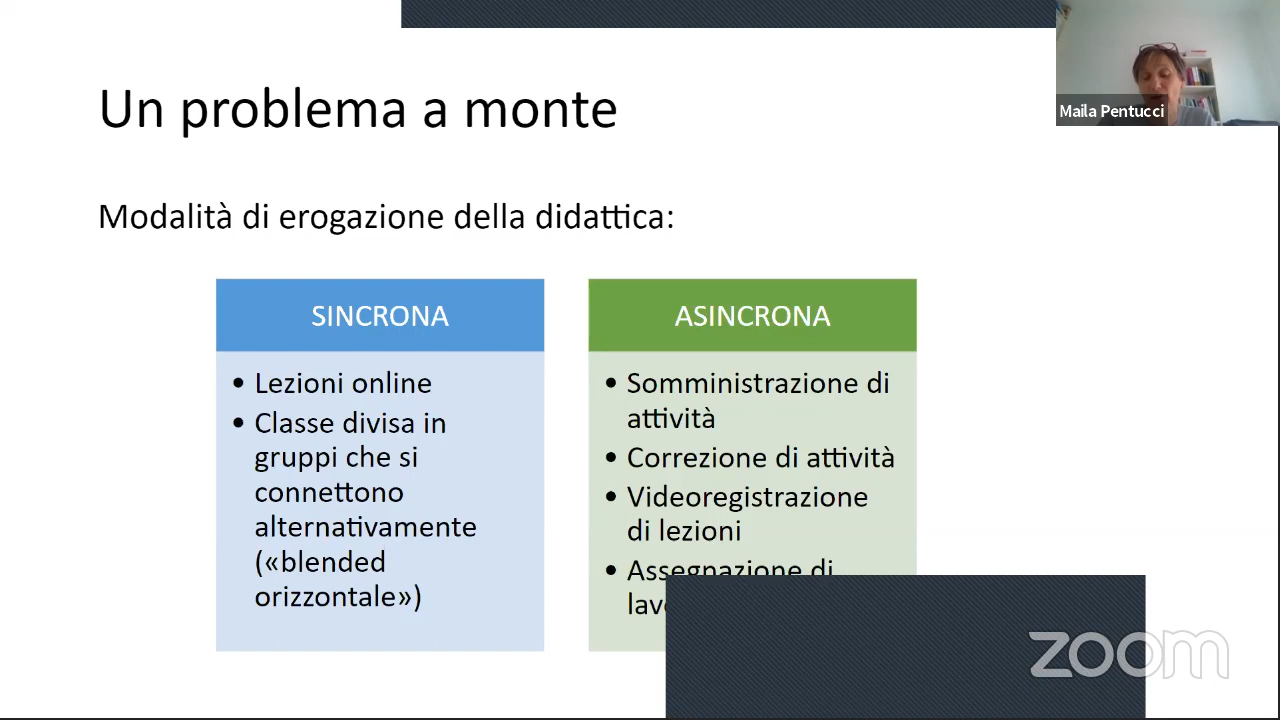 Un problema a monte
Maila Pentucci
Modalità di erogazione della didattica:
SINCRONA
• Lezioni online
• Classe divisa in
gruppi che si
connettono
alternativamente
(«blended
orizzontale»)
ASINCRONA
• Somministrazione di
attività
• Correzione di attività
• Videoregistrazione
di lezioni
• Assegnazione di
zoom